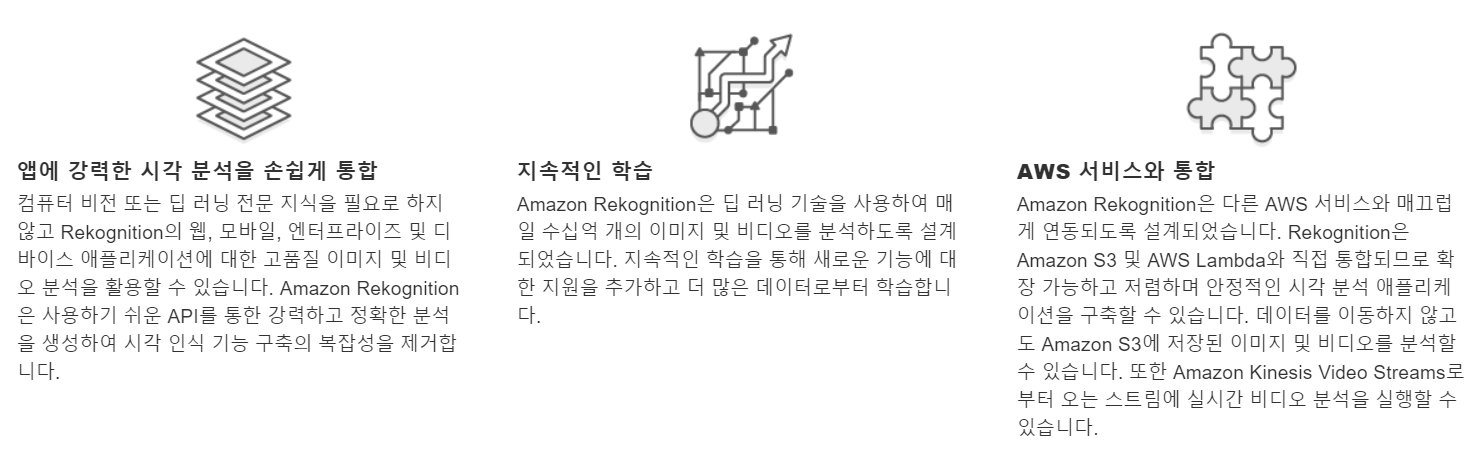 앱에 강력한 시각 분석을 손쉽게 통합
컴퓨터 비전 또는 딥 러닝 전문 지식을 필요로 하지
않고 Rekognition의 웹, 모바일, 엔터프라이즈 및 디
바이스 애플리케이션에 대한 고품질 이미지 및 비디
오 분석을 활용할 수 있습니다. Amazon Rekognition
은 사용하기 쉬운 API를 통한 강력하고 정확한 분석
을 생성하여 시각 인식 기능 구축의 복잡성을 제거합
니다.
지속적인 학습
Amazon Rekognition은 딥 러닝 기술을 사용하여 매
일 수십억 개의 이미지 및 비디오를 분석하도록 설계
되었습니다. 지속적인 학습을 통해 새로운 기능에 대
한 지원을 추가하고 더 많은 데이터로부터 학습합니
다.
AWS 서비스와 통합
Amazon Rekognition은 다른 AWS 서비스와 매끄럽
게 연동되도록 설계되었습니다. Rekognition은
Amazon S3 및 AWS Lambda와 직접 통합되므로 확
장 가능하고 저렴하며 안정적인 시각 분석 애플리케
이션을 구축할 수 있습니다. 데이터를 이동하지 않고
도 Amazon S3에 저장된 이미지 및 비디오를 분석할
수 있습니다. 또한 Amazon Kinesis Video Streams로
부터 오는 스트림에 실시간 비디오 분석을 실행할 수
있습니다.